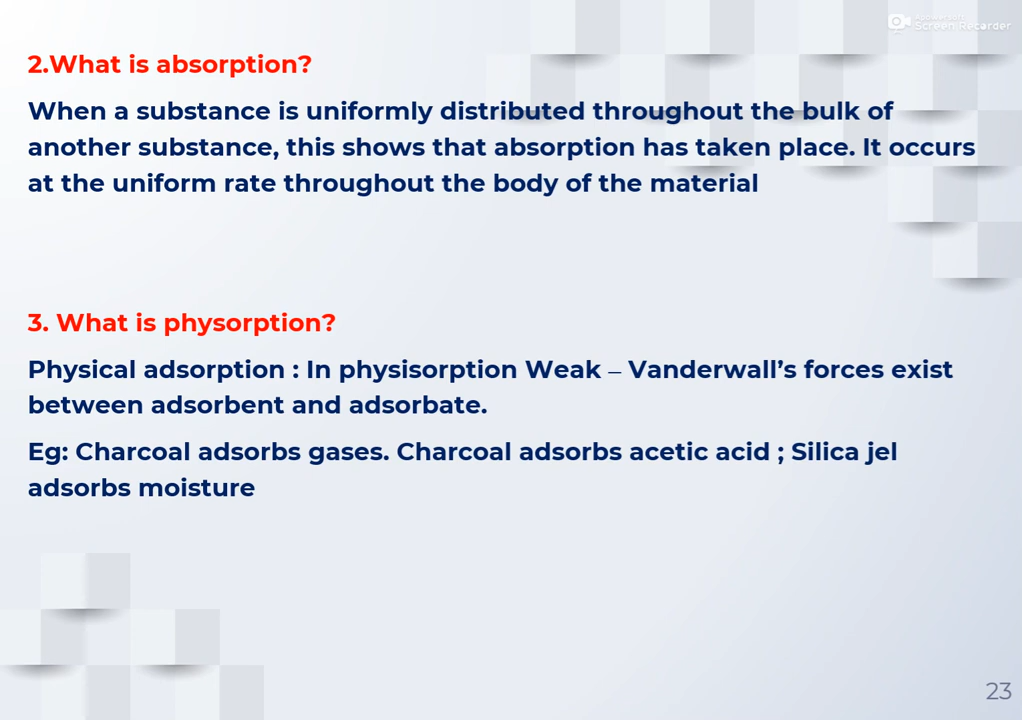 Apowersoft
Screen Recorder
2.What is absorption?
When a substance is uniformly distributed throughout the bulk of
another substance, this shows that absorption has taken place. It occurs
at the uniform rate throughout the body of the material
3. What is physorption?
Physical adsorption : In physisorption Weak – Vanderwall’s forces exist
between adsorbent and adsorbate.
Eg: Charcoal adsorbs gases. Charcoal adsorbs acetic acid ; Silica jel
adsorbs moisture
23